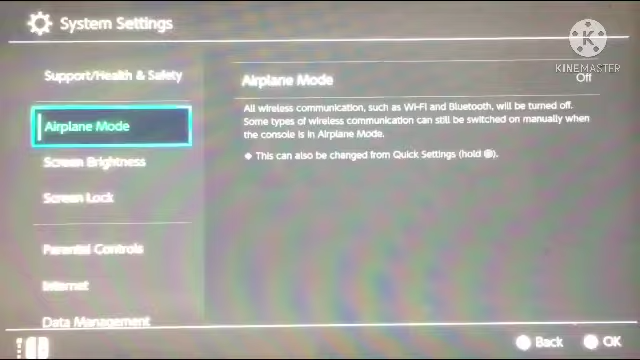 System Settings
KINEMASTER
Support/Health & Safety
Airplane Mode
Screen Brightness
Screen Lock
Parental Controls
Internet
Data Management
Airplane Mode
Off
All wireless communication, such as Wi-Fi and Bluetooth, will be turned off.
Some types of wireless communication can still be switched on manually when
the console is in Airplane Mode.
◆ This can also be changed from Quick Settings (hold ).
Back
OK